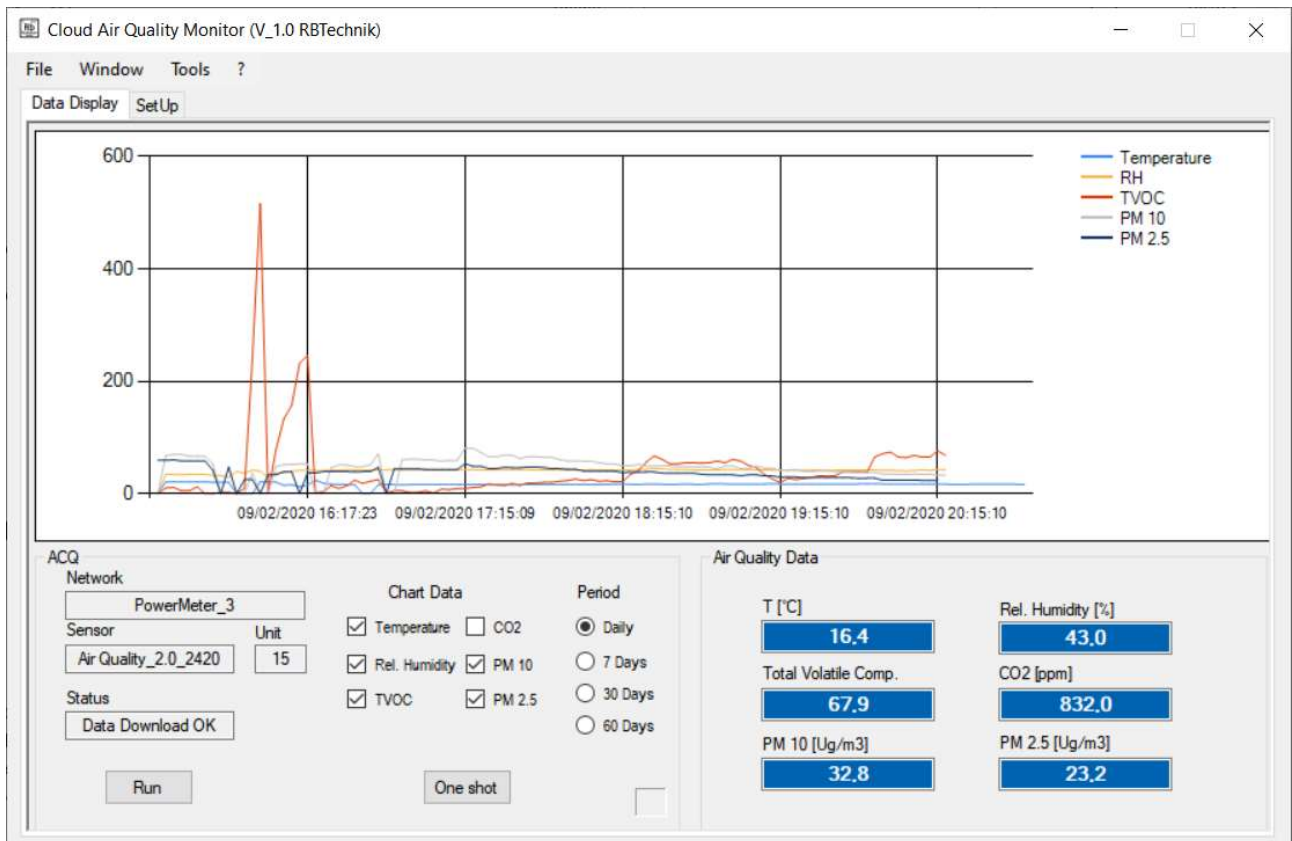 Cloud Air Quality Monitor (V_1.0 RBTechnik)
File Window Tools ?
Data Display SetUp
600
400
200
0
09/02/2020 16:17:23 09/02/2020 17:15:09 09/02/2020 18:15:10 09/02/2020 19:15:10 09/02/2020 20:15:10
Temperature
RH
TVOC
PM 10
PM 2.5
ACQ
Network
PowerMeter_3
Sensor Unit
Air Quality_2.0_2420 15
Status
Data Download OK
Run
Chart Data
Temperature CO2
Rel. Humidity PM 10
TVOC PM 2.5
One shot
Period
Daily
7 Days
30 Days
60 Days
Air Quality Data
T [°C] Rel. Humidity [%]
16,4 43,0
Total Volatile Comp. CO2 [ppm]
67,9 832,0
PM 10 [Ug/m3] PM 2.5 [Ug/m3]
32,8 23,2